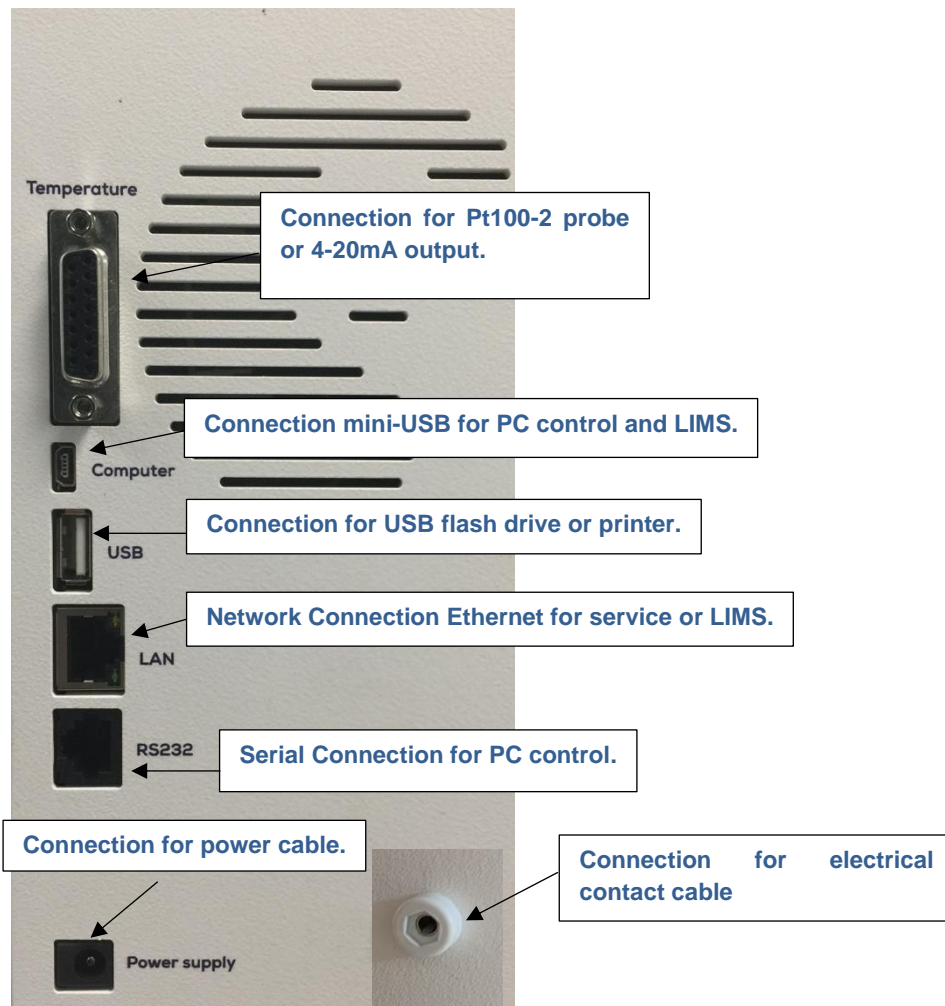 Temperature
Connection for Pt100-2 probe
or 4-20mA output.
Connection mini-USB for PC control and LIMS.
Computer
Connection for USB flash drive or printer.
USB
Network Connection Ethernet for service or LIMS.
LAN
RS232
Serial Connection for PC control.
Connection for power cable.
Connection for electrical
contact cable
Power supply